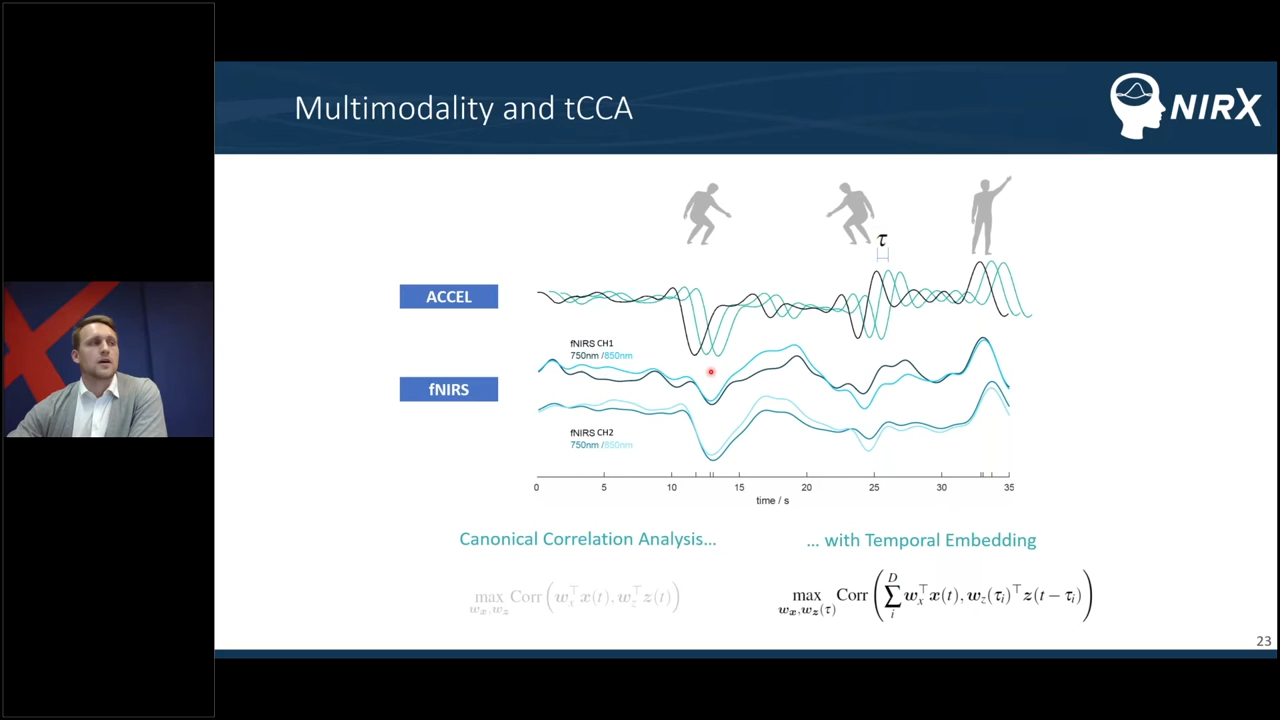 Multimodality and tCCA
NIRX
τ
ACCEL
fNIRS CH1
750nm /850nm
fNIRS
fNIRS CH2
750nm /850nm
0 5 10 15 20 25 30 35
time / s
Canonical Correlation Analysis…
… with Temporal Embedding
max Corr ( w_x^⊤ x(t), w_z^⊤ z(t) )
w_x, w_z
max Corr ( ∑_i^D w_x^⊤ x(t), w_z(τ_i)^⊤ z(t − τ_i) )
w_x, w_z(τ)
23